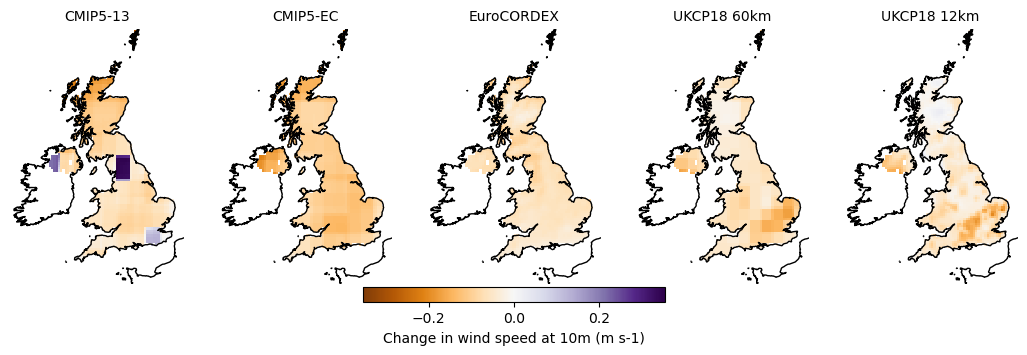 CMIP5-13 CMIP5-EC EuroCORDEX UKCP18 60km UKCP18 12km
−0.2 0.0 0.2
Change in wind speed at 10m (m s-1)